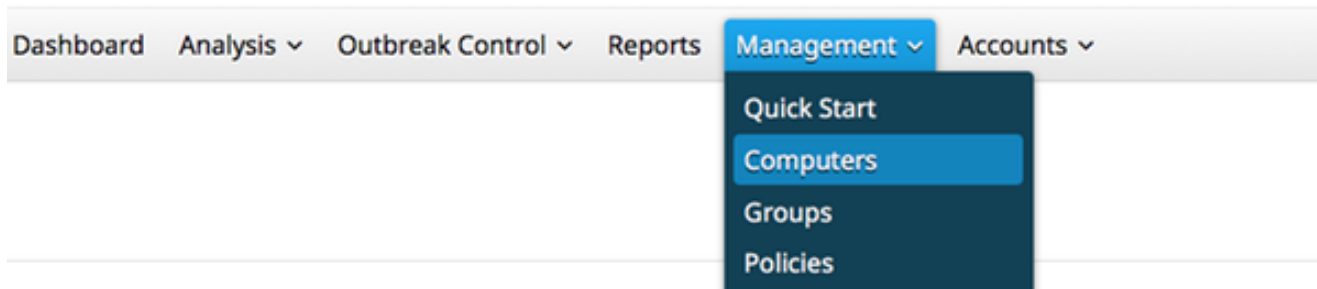 Dashboard Analysis Outbreak Control Reports Management Accounts
Quick Start
Computers
Groups
Policies